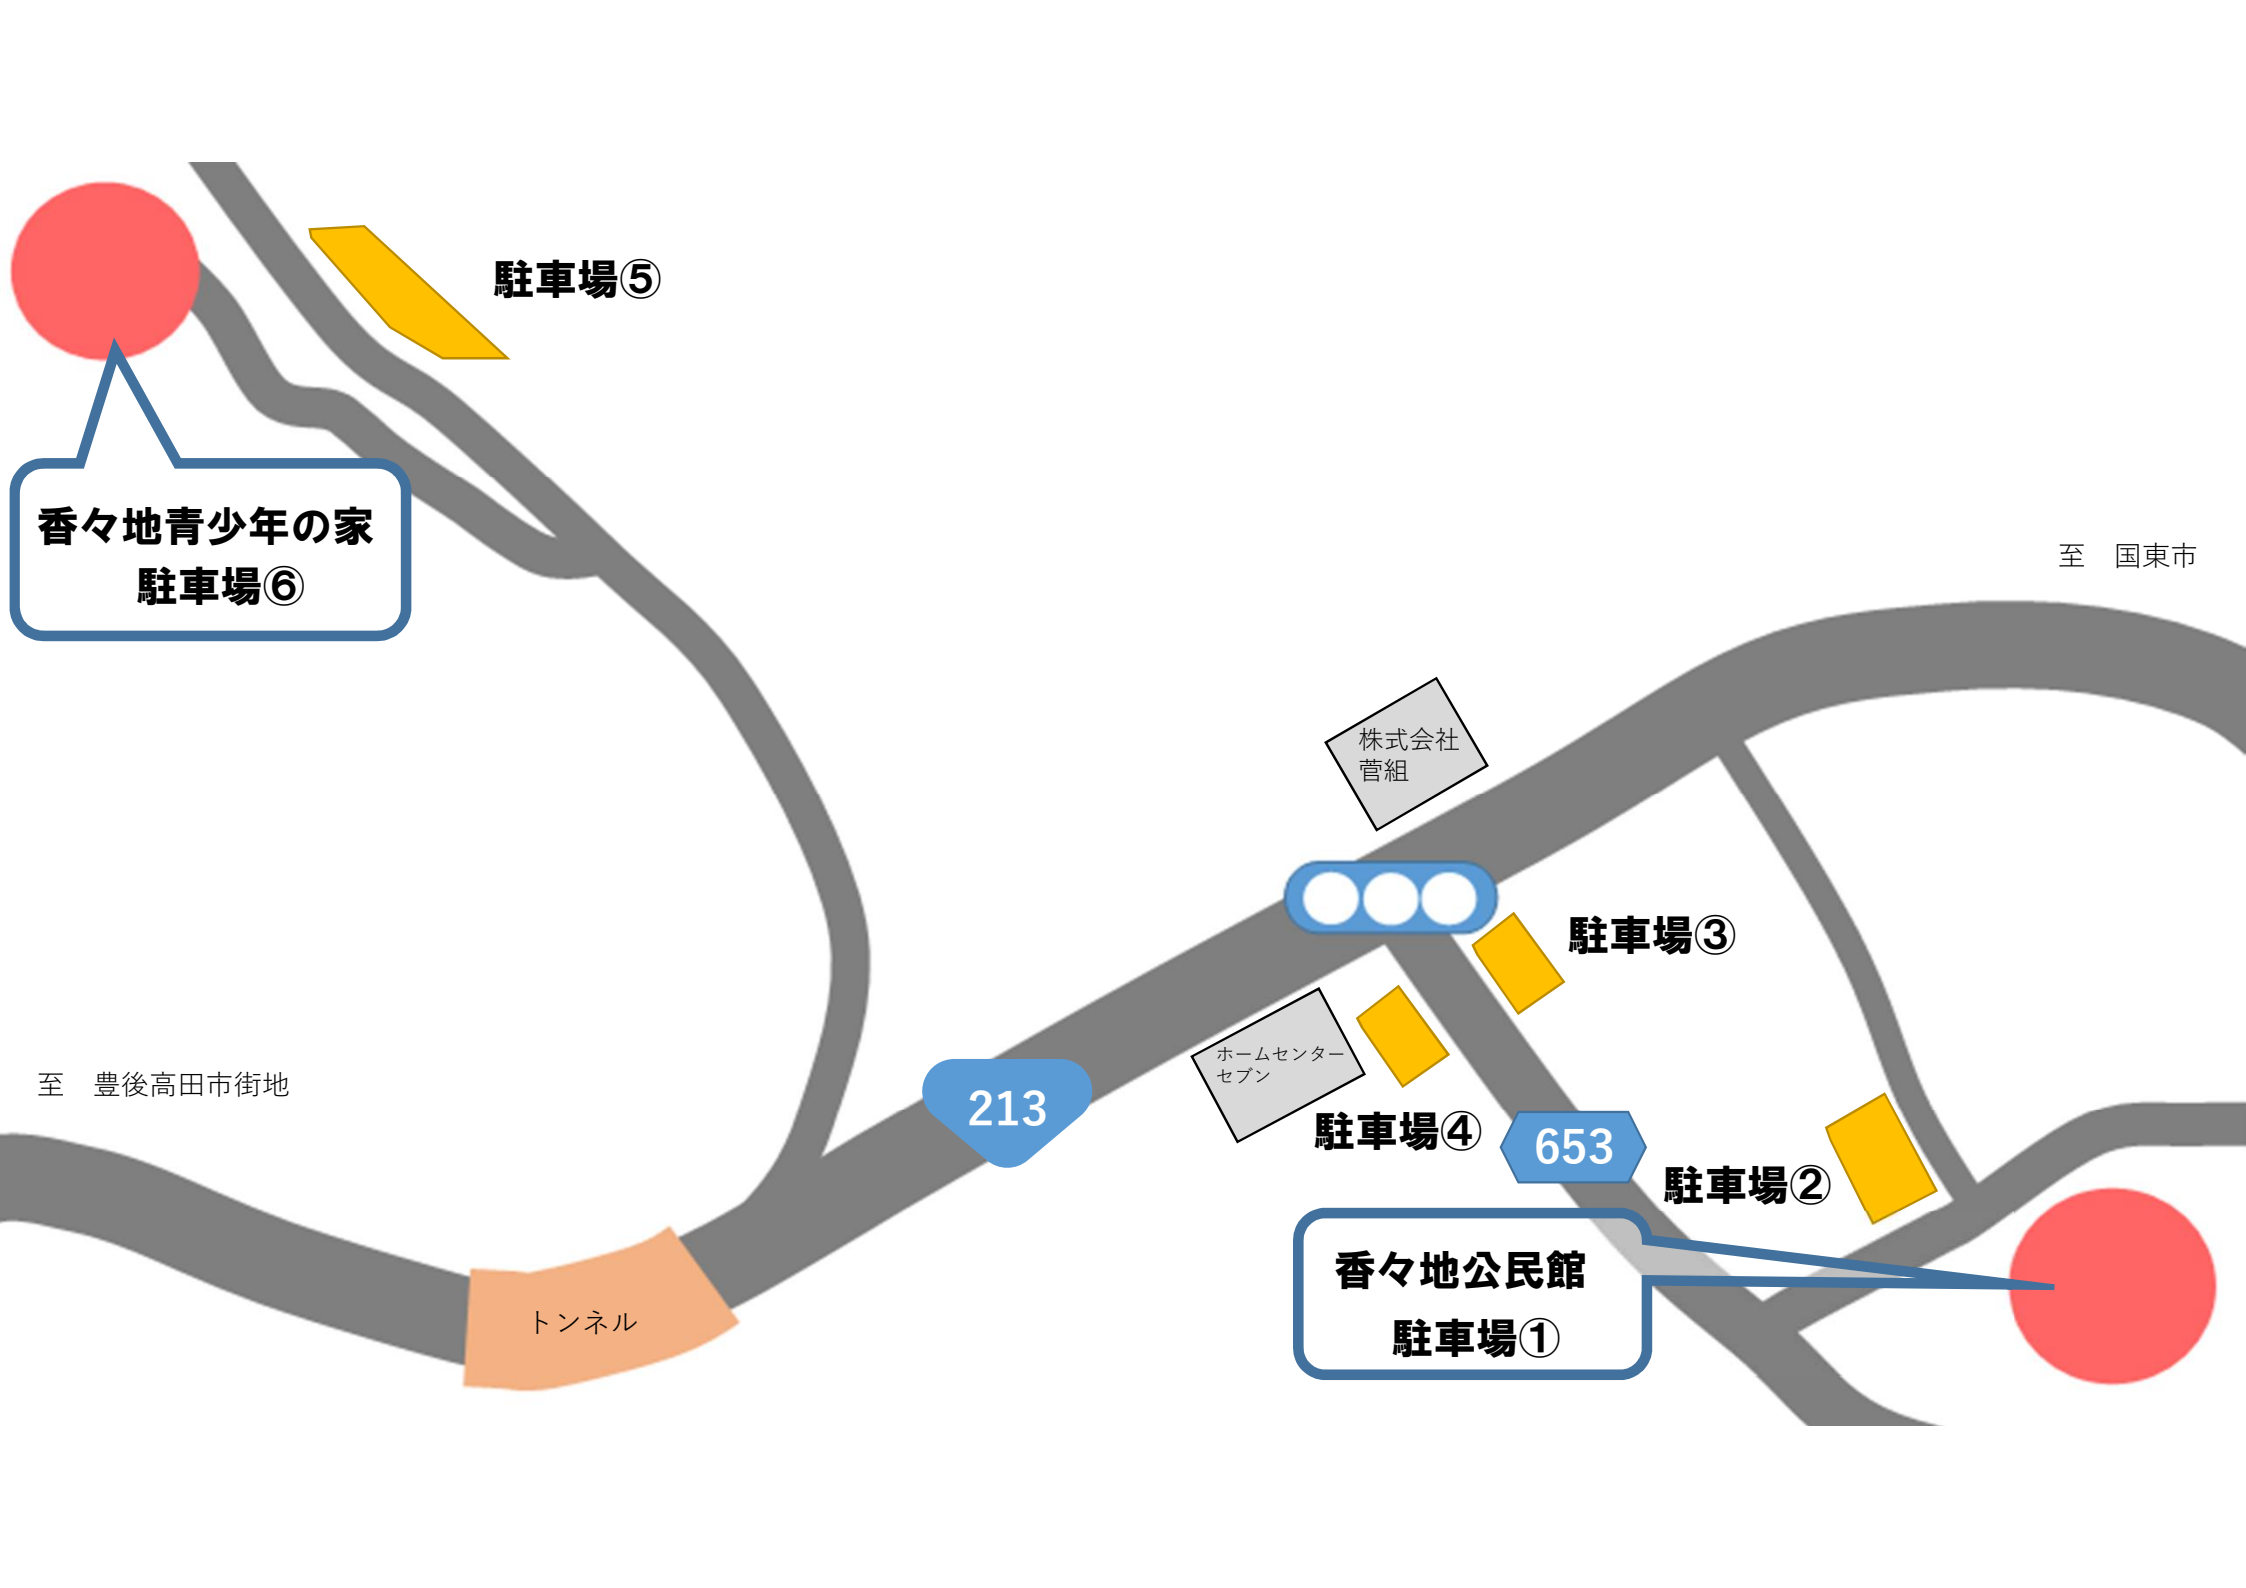 駐車場⑤
香々地青少年の家
駐車場⑥
至　国東市
株式会社
菅組
駐車場③
ホームセンター
セブン
至　豊後高田市街地
213
駐車場④
653
駐車場②
香々地公民館
駐車場①
トンネル